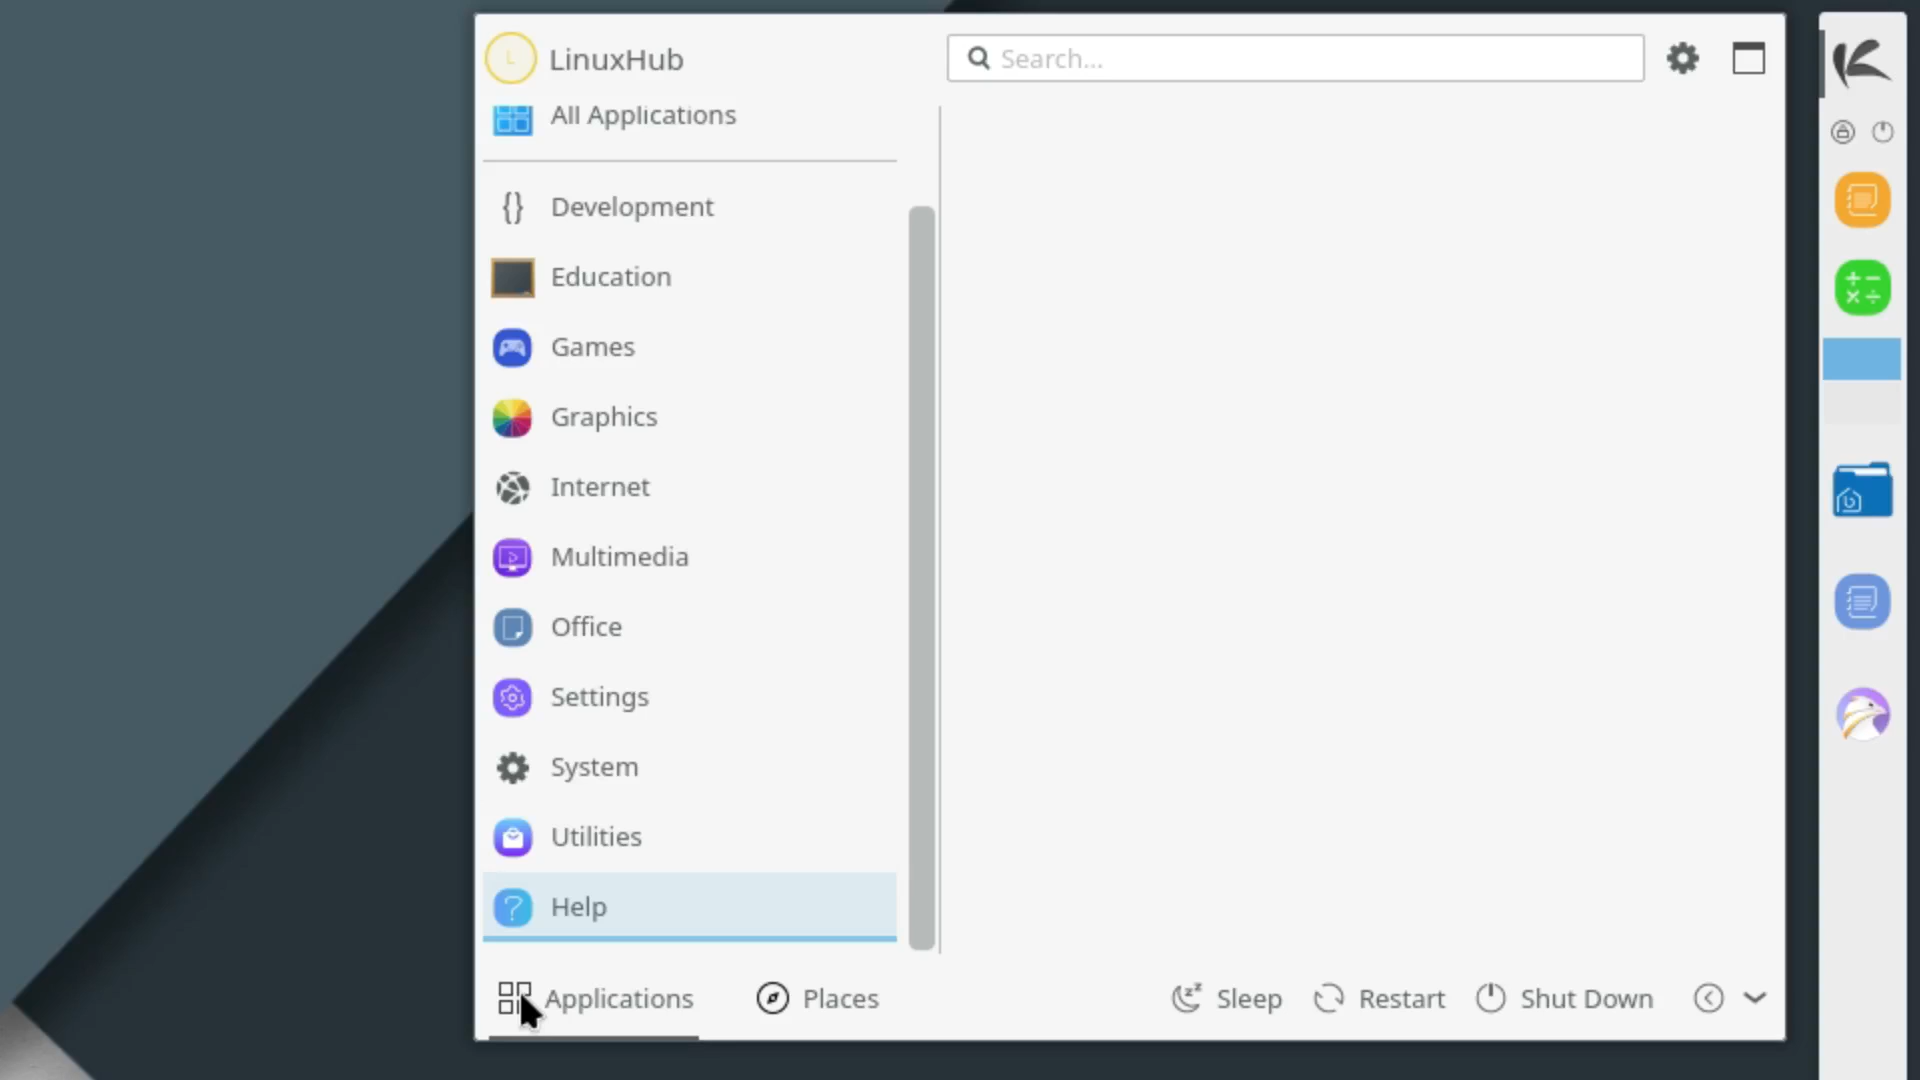 L
LinuxHub
Search...
All Applications
Development
Education
Games
Graphics
Internet
Multimedia
Office
Settings
System
Utilities
Help
Applications
Places
Sleep
Restart
Shut Down